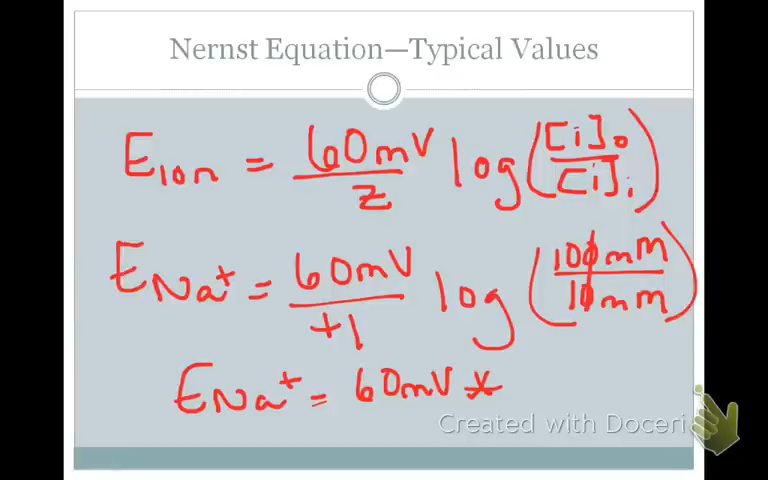 Nernst Equation—Typical Values
E_ion = 60mV/z log([i]o/[i]i)
E_Na+ = 60mV/+1 log(100mM/10mM)
E_Na+ = 60mV *
Created with Doceri